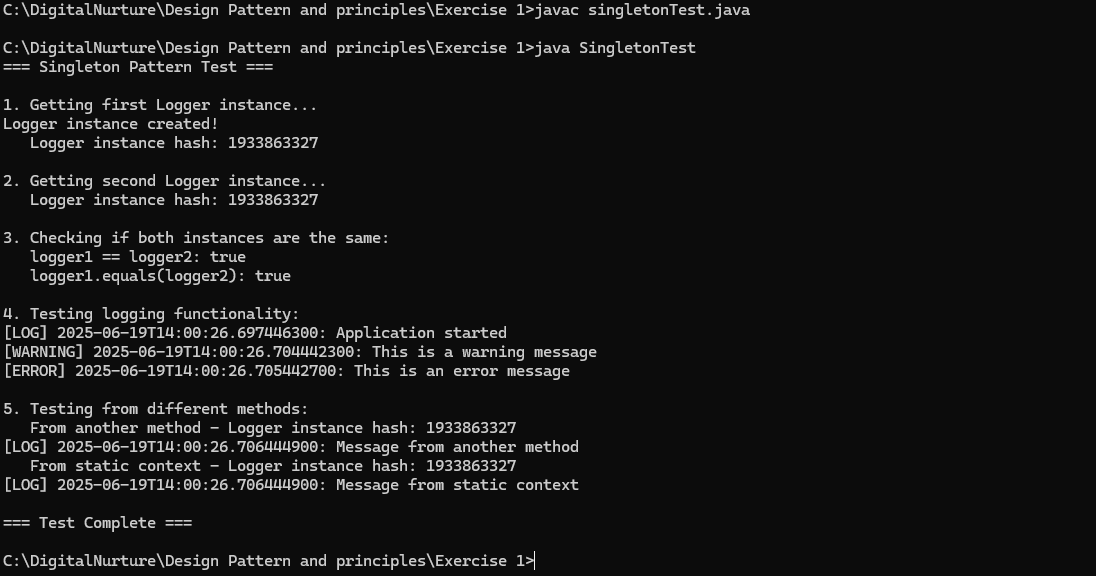 C:\DigitalNurture\Design Pattern and principles\Exercise 1>javac singletonTest.java
C:\DigitalNurture\Design Pattern and principles\Exercise 1>java SingletonTest
=== Singleton Pattern Test ===
1. Getting first Logger instance...
Logger instance created!
   Logger instance hash: 1933863327
2. Getting second Logger instance...
   Logger instance hash: 1933863327
3. Checking if both instances are the same:
   logger1 == logger2: true
   logger1.equals(logger2): true
4. Testing logging functionality:
[LOG] 2025-06-19T14:00:26.697446300: Application started
[WARNING] 2025-06-19T14:00:26.704442300: This is a warning message
[ERROR] 2025-06-19T14:00:26.705442700: This is an error message
5. Testing from different methods:
   From another method - Logger instance hash: 1933863327
[LOG] 2025-06-19T14:00:26.706444900: Message from another method
   From static context - Logger instance hash: 1933863327
[LOG] 2025-06-19T14:00:26.706444900: Message from static context
=== Test Complete ===
C:\DigitalNurture\Design Pattern and principles\Exercise 1>